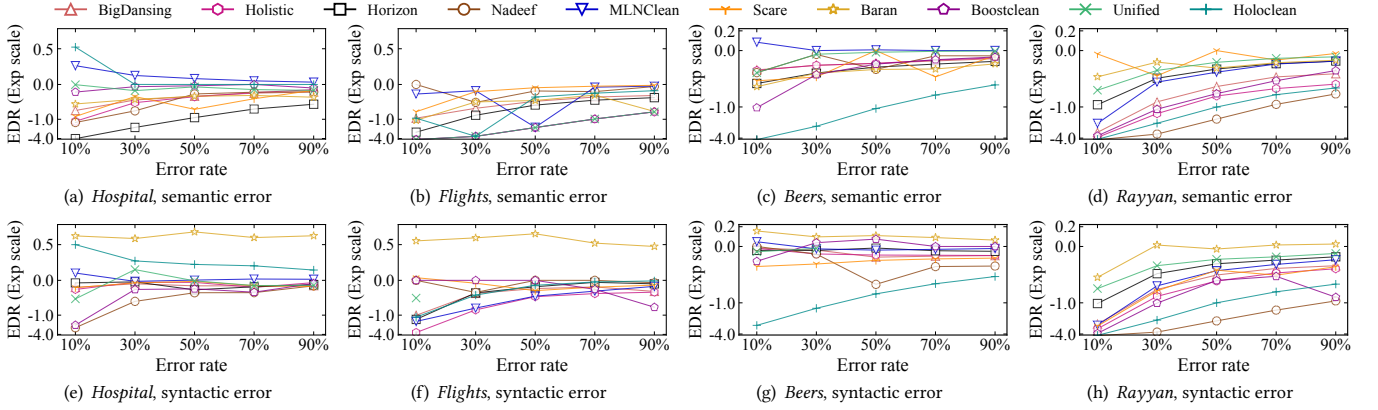 BigDansing Holistic Horizon Nadeef MLNClean Scare Baran Boostclean Unified Holoclean
EDR (Exp scale) 0.5 0.0 -1.0 -4.0
10% 30% 50% 70% 90%
Error rate
(a) Hospital, semantic error
EDR (Exp scale) 0.5 0.0 -1.0 -4.0
10% 30% 50% 70% 90%
Error rate
(b) Flights, semantic error
EDR (Exp scale) 0.2 0.0 -1.0 -4.0
10% 30% 50% 70% 90%
Error rate
(c) Beers, semantic error
EDR (Exp scale) 0.2 0.0 -1.0 -4.0
10% 30% 50% 70% 90%
Error rate
(d) Rayyan, semantic error
EDR (Exp scale) 0.5 0.0 -1.0 -4.0
10% 30% 50% 70% 90%
Error rate
(e) Hospital, syntactic error
EDR (Exp scale) 0.5 0.0 -1.0 -4.0
10% 30% 50% 70% 90%
Error rate
(f) Flights, syntactic error
EDR (Exp scale) 0.2 0.0 -1.0 -4.0
10% 30% 50% 70% 90%
Error rate
(g) Beers, syntactic error
EDR (Exp scale) 0.2 0.0 -1.0 -4.0
10% 30% 50% 70% 90%
Error rate
(h) Rayyan, syntactic error